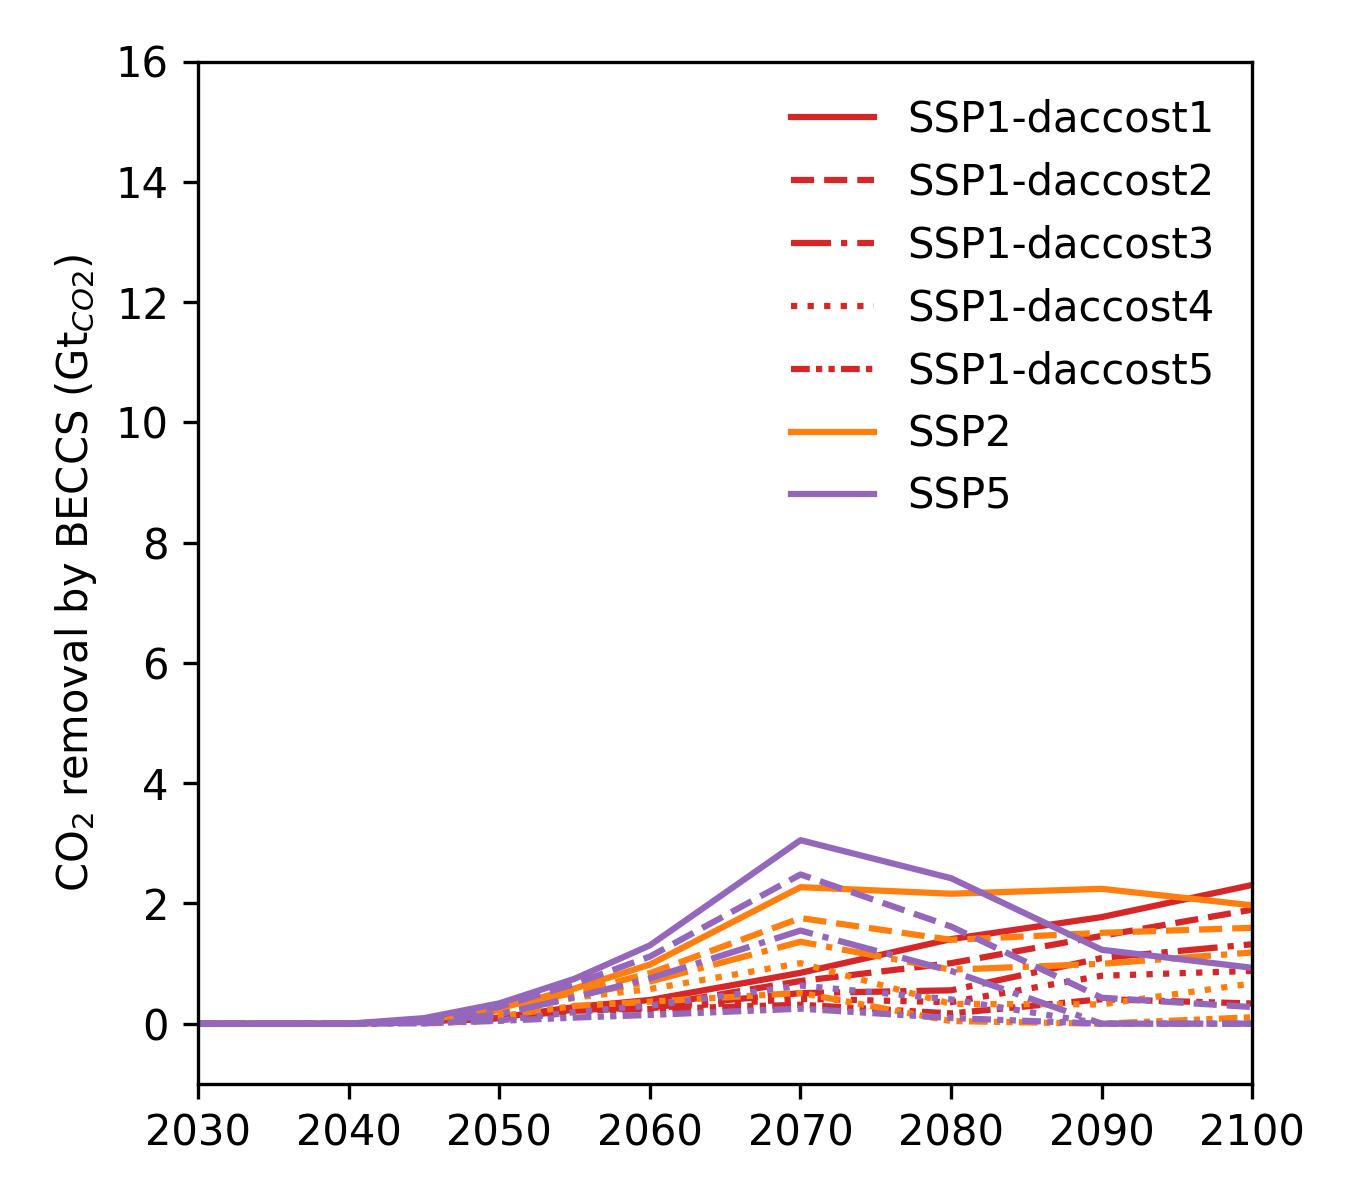 16
14
12
10
8
6
4
2
0
CO₂ removal by BECCS (Gt_CO2)
SSP1-daccost1
SSP1-daccost2
SSP1-daccost3
SSP1-daccost4
SSP1-daccost5
SSP2
SSP5
2030 2040 2050 2060 2070 2080 2090 2100